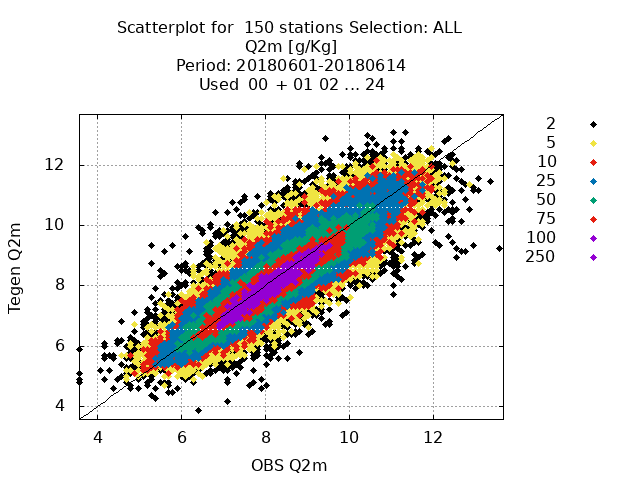 Scatterplot for  150 stations Selection: ALL
Q2m [g/Kg]
Period: 20180601-20180614
Used  00 + 01 02 ... 24
2
5
10
25
50
75
100
250
12
10
8
6
4
Tegen Q2m
4 6 8 10 12
OBS Q2m